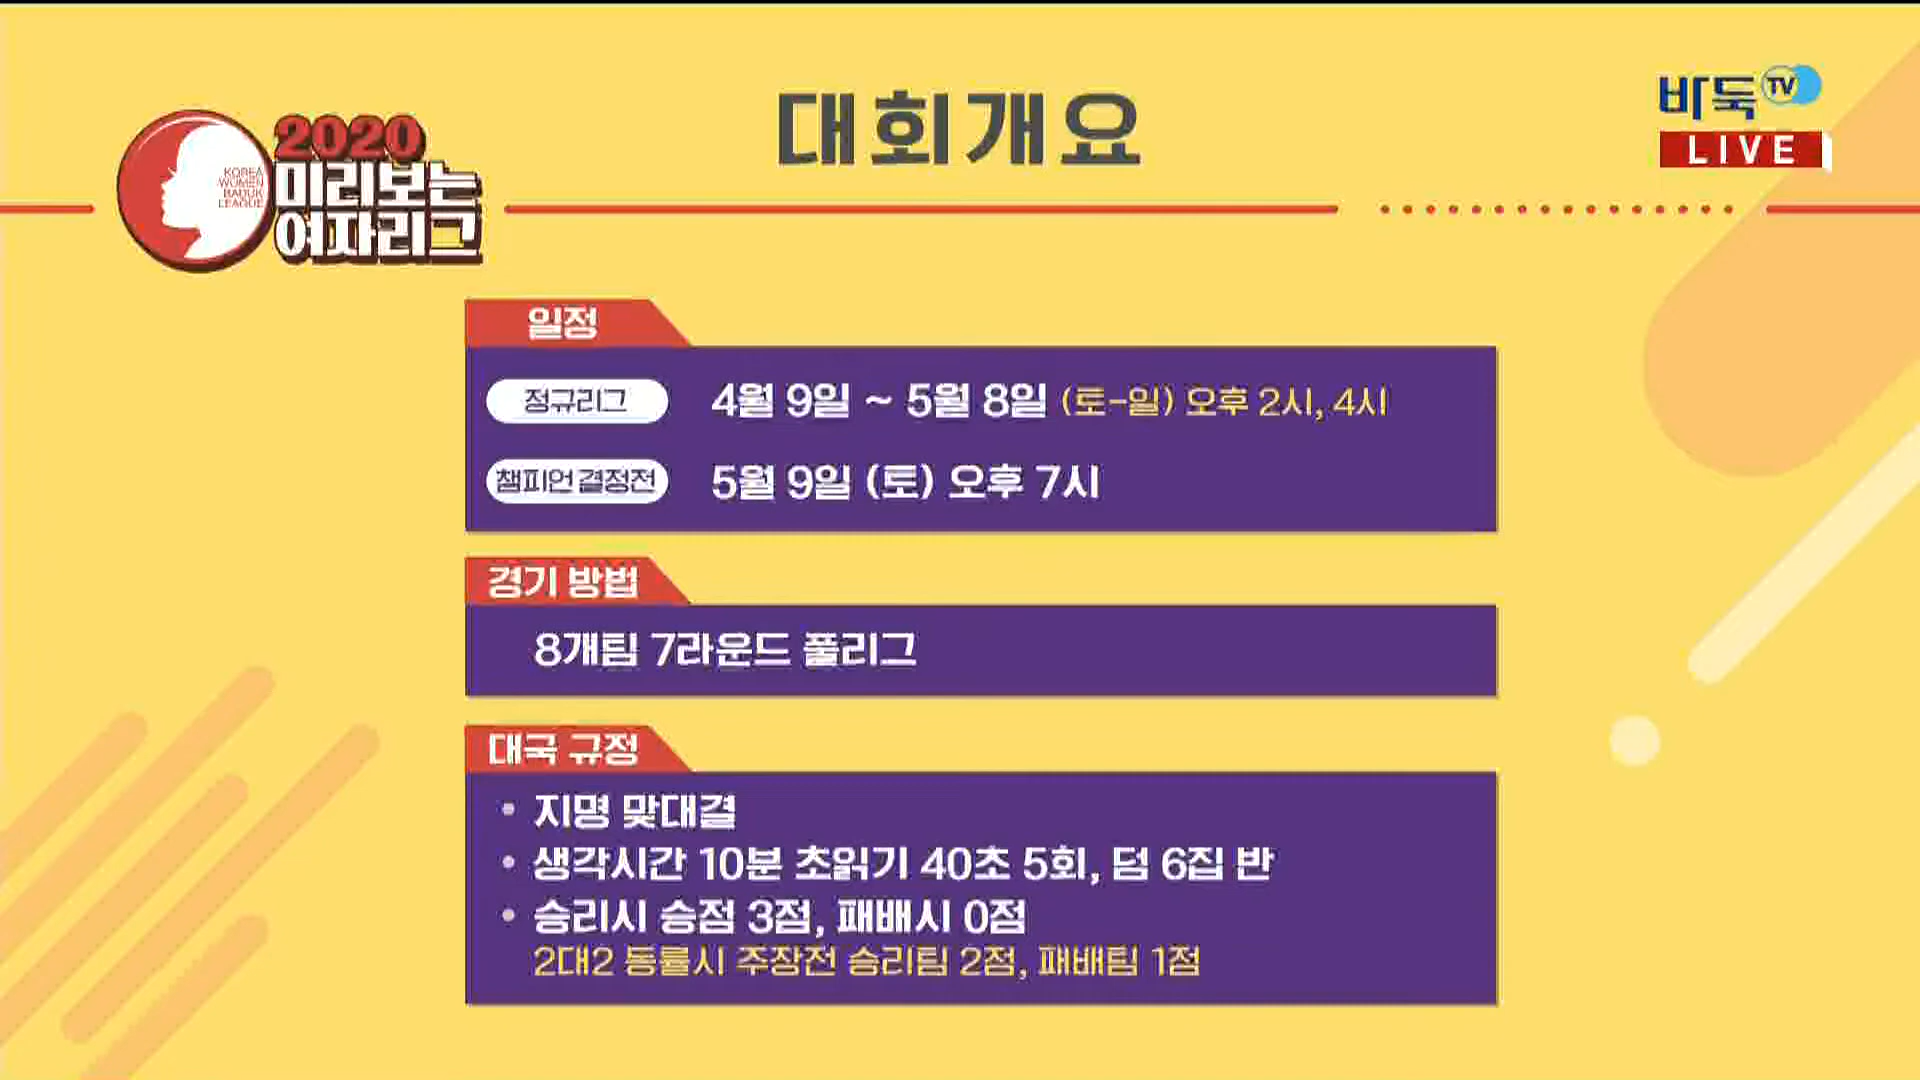 대회개요
바둑TV
LIVE
KOREA
WOMEN
BADUK
LEAGUE
2020
미리보는
여자리그
일정
정규리그 4월 9일 ~ 5월 8일 (토-일) 오후 2시, 4시
챔피언 결정전 5월 9일 (토) 오후 7시
경기 방법
8개팀 7라운드 풀리그
대국 규정
• 지명 맞대결
• 생각시간 10분 초읽기 40초 5회, 덤 6집 반
• 승리시 승점 3점, 패배시 0점
2대2 동률시 주장전 승리팀 2점, 패배팀 1점